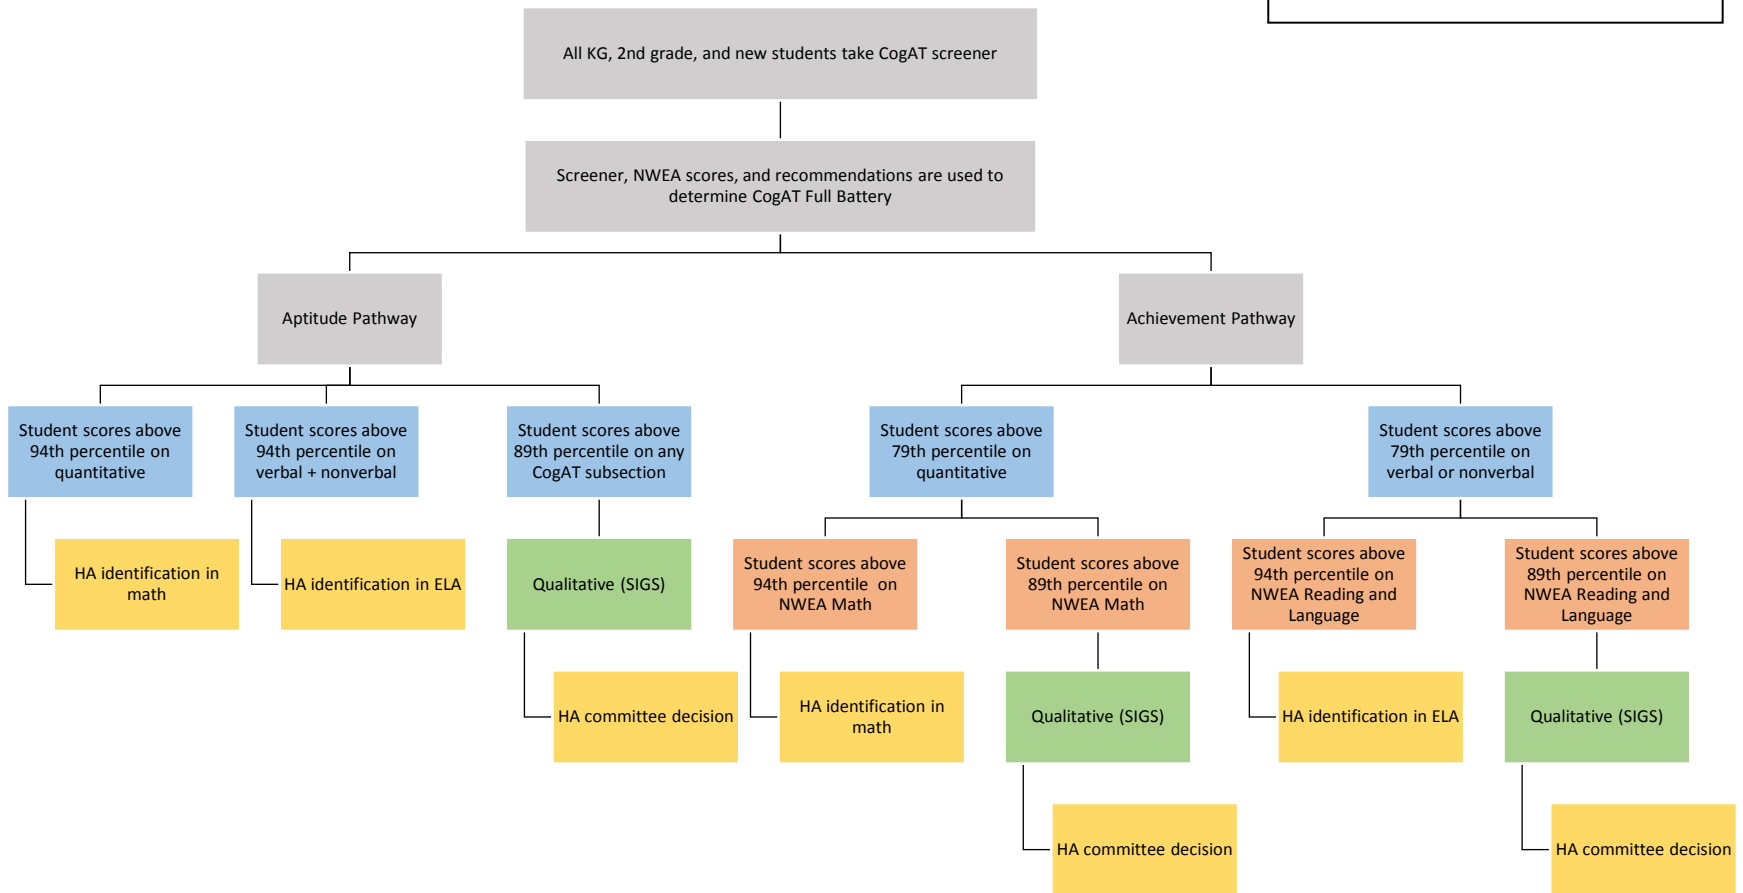 All KG, 2nd grade, and new students take CogAT screener
Screener, NWEA scores, and recommendations are used to
determine CogAT Full Battery
Aptitude Pathway
Achievement Pathway
Student scores above
94th percentile on
quantitative
Student scores above
94th percentile on
verbal + nonverbal
Student scores above
89th percentile on any
CogAT subsection
Student scores above
79th percentile on
quantitative
Student scores above
79th percentile on
verbal or nonverbal
HA identification in
math
HA identification in ELA
Qualitative (SIGS)
Student scores above
94th percentile on
NWEA Math
Student scores above
89th percentile on
NWEA Math
Student scores above
94th percentile on
NWEA Reading and
Language
Student scores above
89th percentile on
NWEA Reading and
Language
HA committee decision
HA identification in
math
Qualitative (SIGS)
HA identification in ELA
Qualitative (SIGS)
HA committee decision
HA committee decision